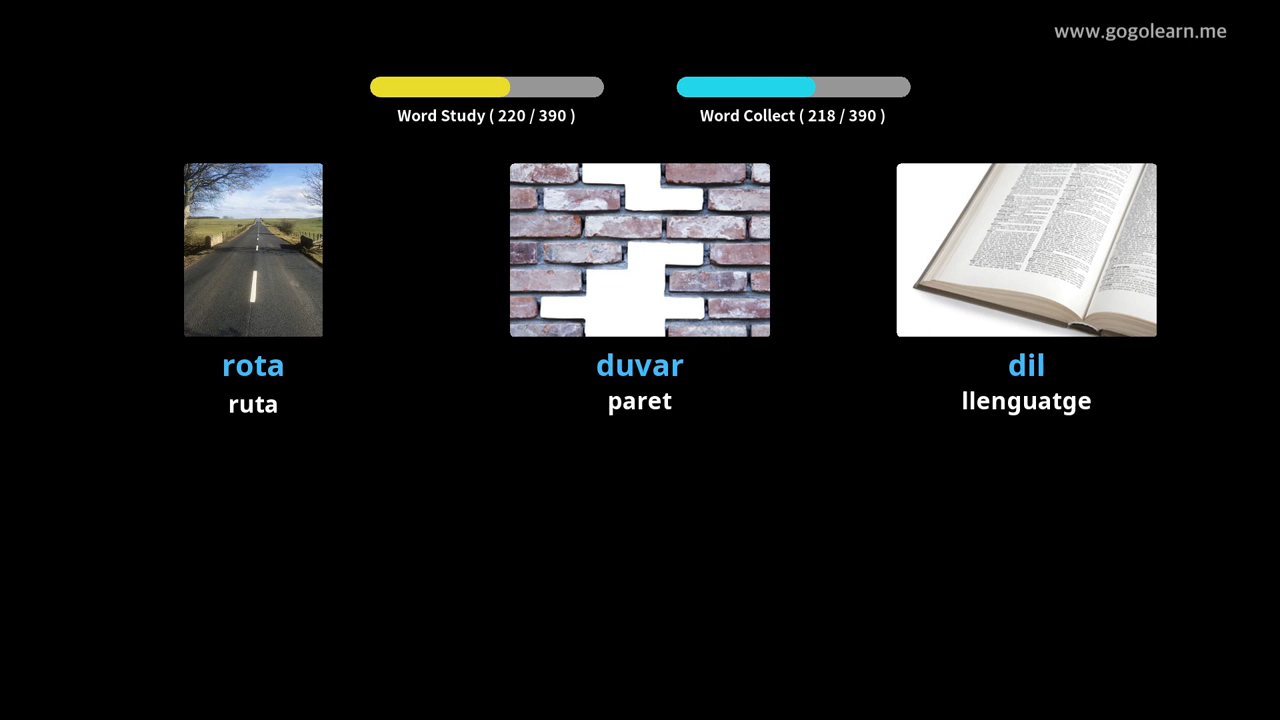 www.gogolearn.me
Word Study ( 220 / 390 )
Word Collect ( 218 / 390 )
rota
ruta
duvar
paret
dil
llenguatge